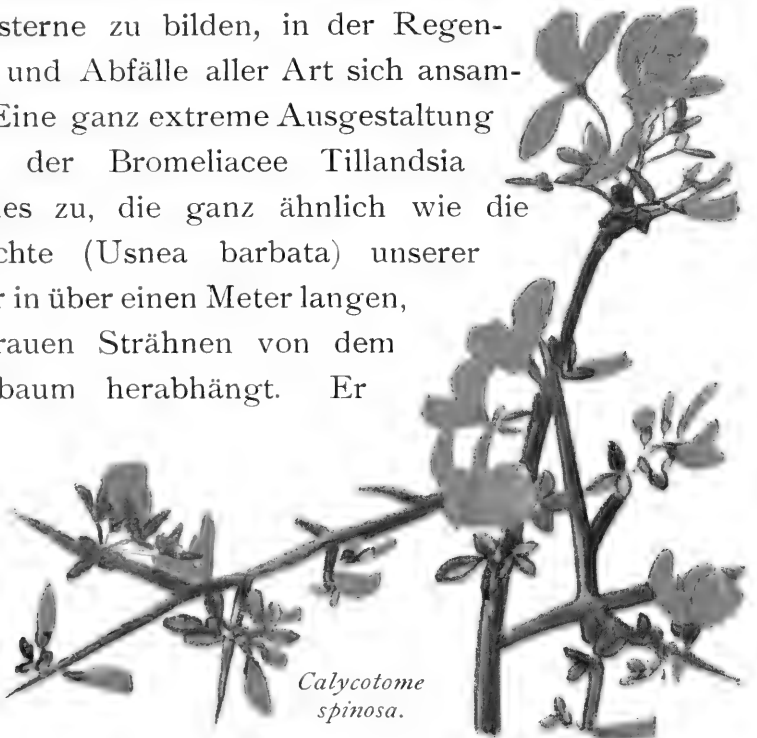 sterne zu bilden, in der Regen-
und Abfälle aller Art sich ansam-
Eine ganz extreme Ausgestaltung
der Bromeliacee Tillandsia
es zu, die ganz ähnlich wie die
chte (Usnea barbata) unserer
r in über einen Meter langen,
rauen Strähnen von dem
baum herabhängt. Er
Calycotome
spinosa.